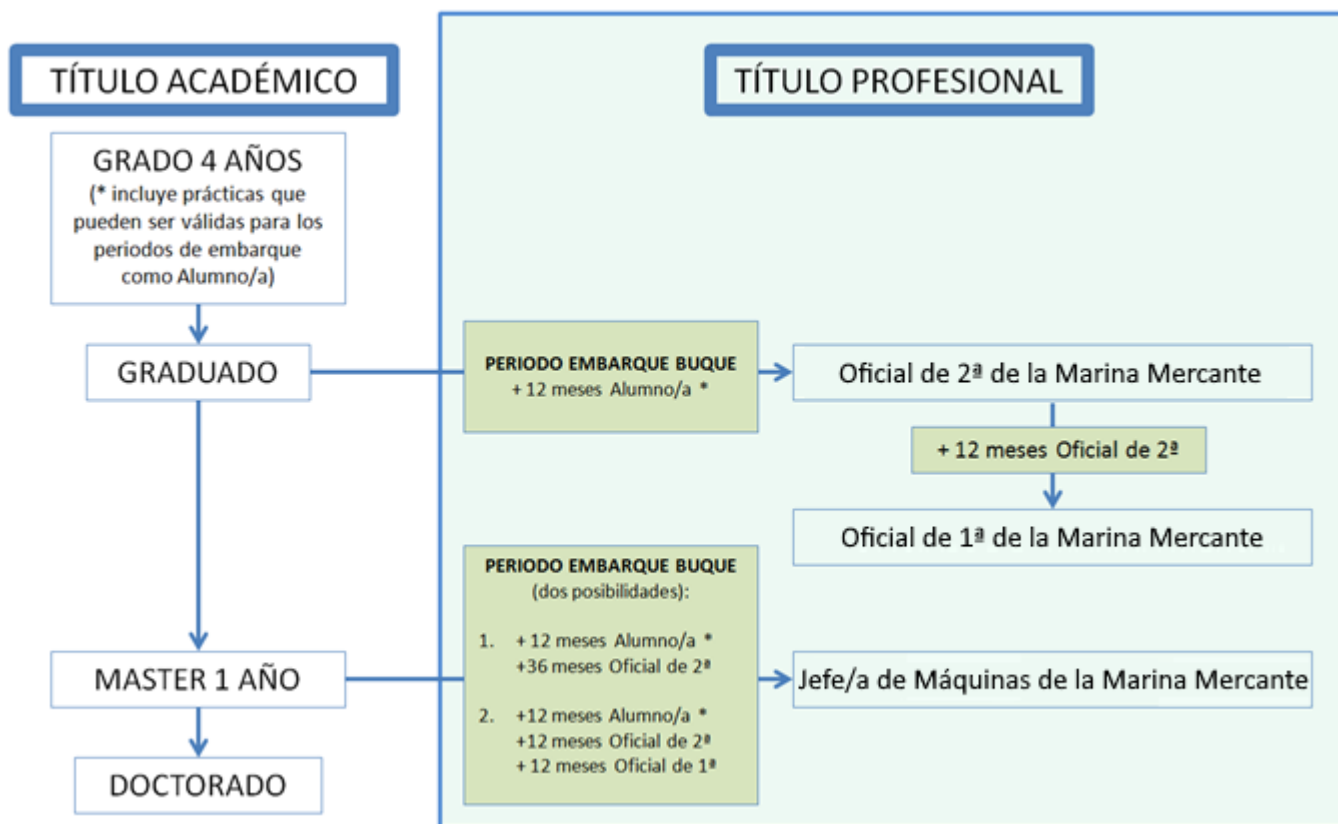 TÍTULO ACADÉMICO
TÍTULO PROFESIONAL
GRADO 4 AÑOS
(* incluye prácticas que
pueden ser válidas para los
periodos de embarque
como Alumno/a)
GRADUADO
PERIODO EMBARQUE BUQUE
+ 12 meses Alumno/a *
Oficial de 2ª de la Marina Mercante
+ 12 meses Oficial de 2ª
Oficial de 1ª de la Marina Mercante
PERIODO EMBARQUE BUQUE
(dos posibilidades):
1. + 12 meses Alumno/a *
+36 meses Oficial de 2ª
2. +12 meses Alumno/a *
+12 meses Oficial de 2ª
+ 12 meses Oficial de 1ª
MASTER 1 AÑO
Jefe/a de Máquinas de la Marina Mercante
DOCTORADO